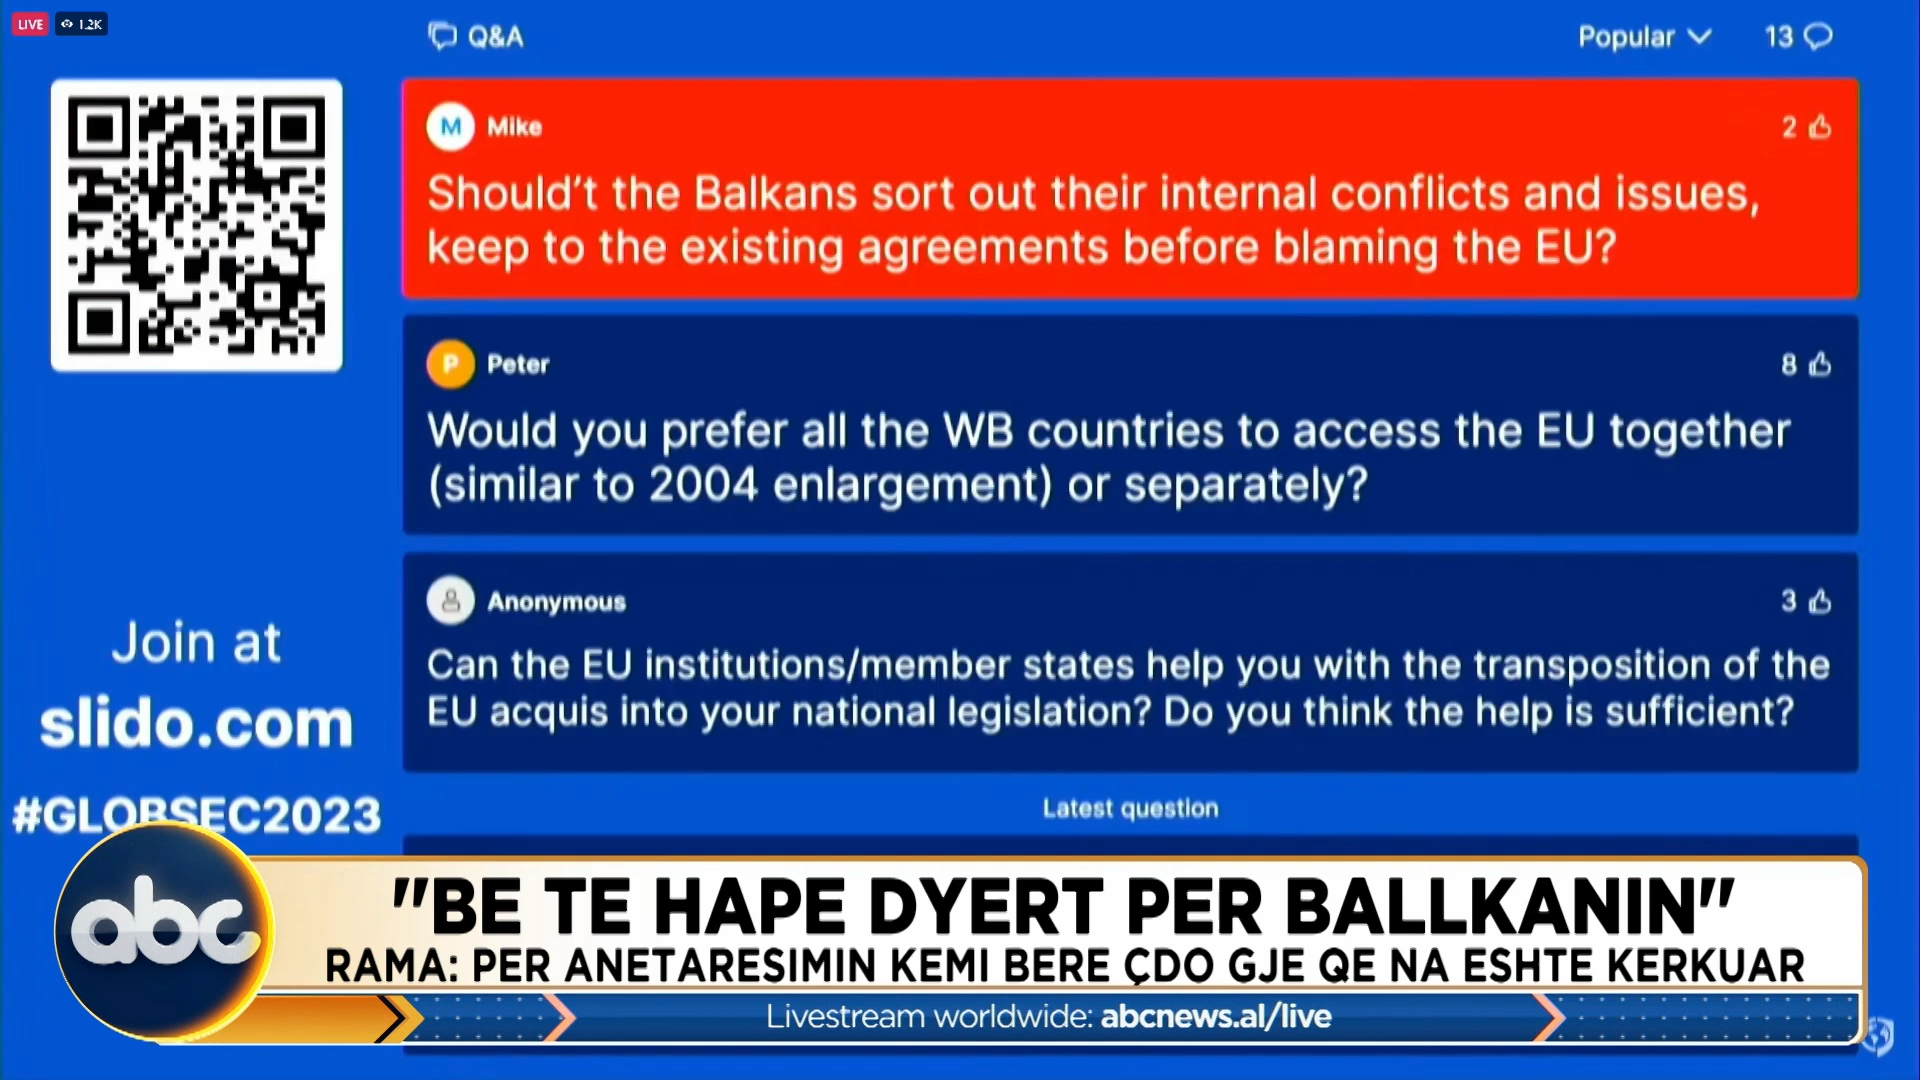 LIVE
1.2K
Q&A
Popular
13
M
Mike
2
Should't the Balkans sort out their internal conflicts and issues,
keep to the existing agreements before blaming the EU?
P
Peter
8
Would you prefer all the WB countries to access the EU together
(similar to 2004 enlargement) or separately?
Anonymous
3
Can the EU institutions/member states help you with the transposition of the
EU acquis into your national legislation? Do you think the help is sufficient?
Latest question
Join at
slido.com
#GLOBSEC2023
abc
"BE TE HAPE DYERT PER BALLKANIN"
RAMA: PER ANETARESIMIN KEMI BERE ÇDO GJE QE NA ESHTE KERKUAR
Livestream worldwide: abcnews.al/live